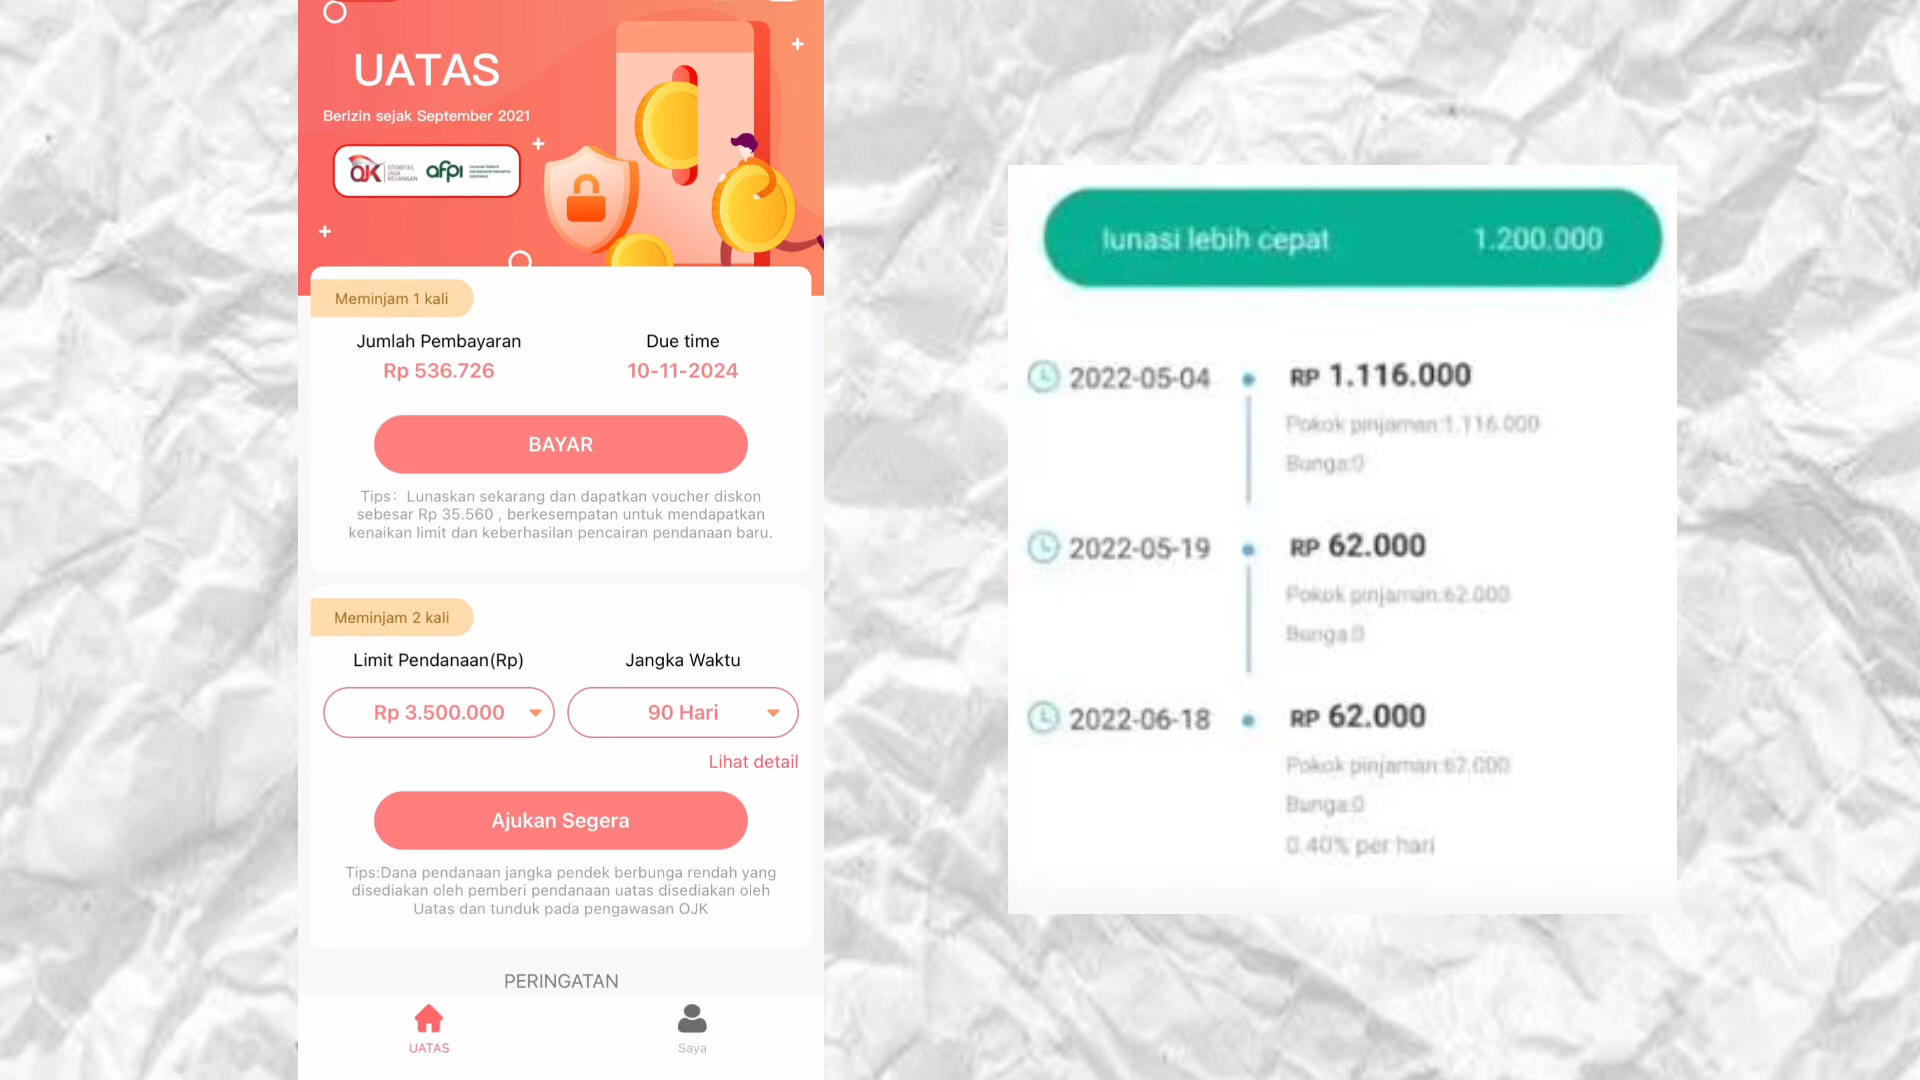 UATAS
Berizin sejak September 2021
OTORITAS
JASA
KEUANGAN
afpi
Meminjam 1 kali
Jumlah Pembayaran
Due time
Rp 536.726
10-11-2024
BAYAR
Tips： Lunaskan sekarang dan dapatkan voucher diskon
sebesar Rp 35.560 , berkesempatan untuk mendapatkan
kenaikan limit dan keberhasilan pencairan pendanaan baru.
Meminjam 2 kali
Limit Pendanaan(Rp)
Jangka Waktu
Rp 3.500.000
90 Hari
Lihat detail
Ajukan Segera
Tips:Dana pendanaan jangka pendek berbunga rendah yang
disediakan oleh pemberi pendanaan uatas disediakan oleh
Uatas dan tunduk pada pengawasan OJK
PERINGATAN
UATAS
Saya
lunasi lebih cepat 1.200.000
2022-05-04
RP 1.116.000
Pokok pinjaman:1.116.000
Bunga:0
2022-05-19
RP 62.000
Pokok pinjaman:62.000
Bunga:0
2022-06-18
RP 62.000
Pokok pinjaman:62.000
Bunga:0
0.40% per hari